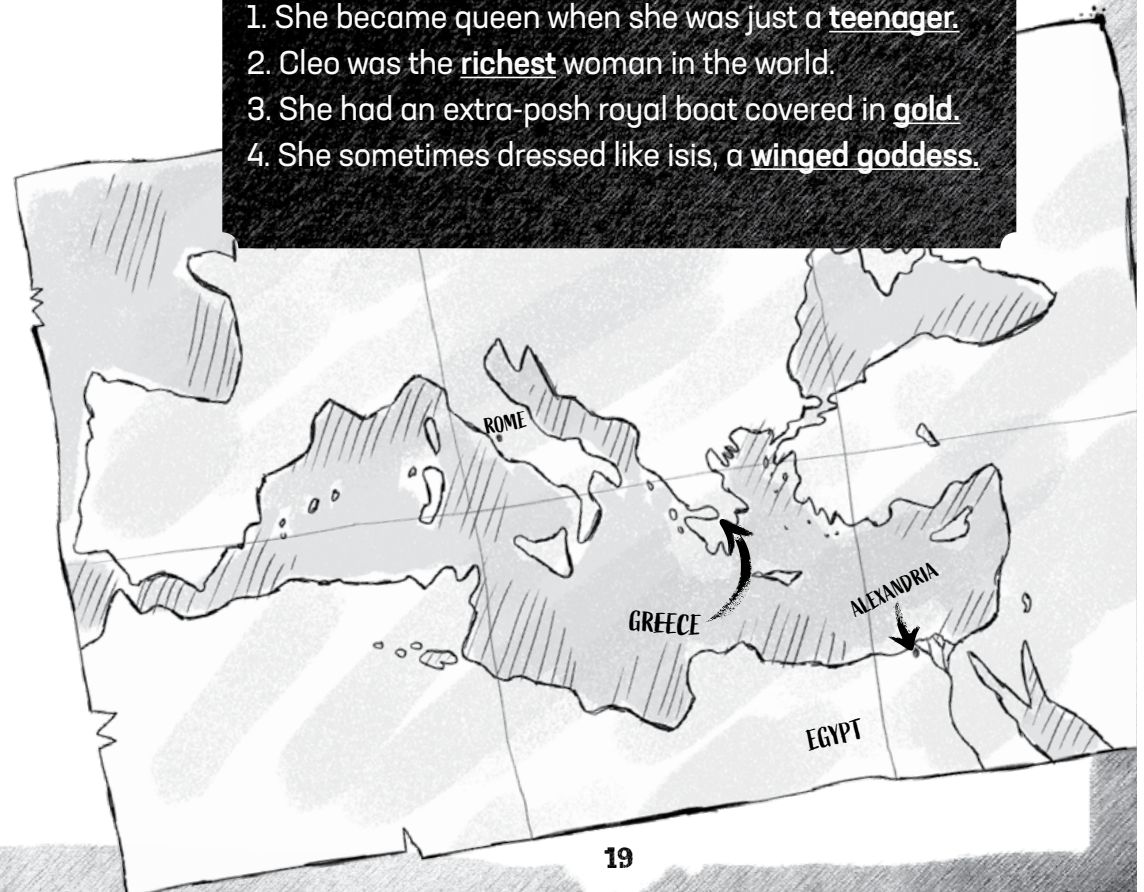 1. She became queen when she was just a teenager.
2. Cleo was the richest woman in the world.
3. She had an extra-posh royal boat covered in gold.
4. She sometimes dressed like isis, a winged goddess.
ROME
GREECE
ALEXANDRIA
EGYPT
19